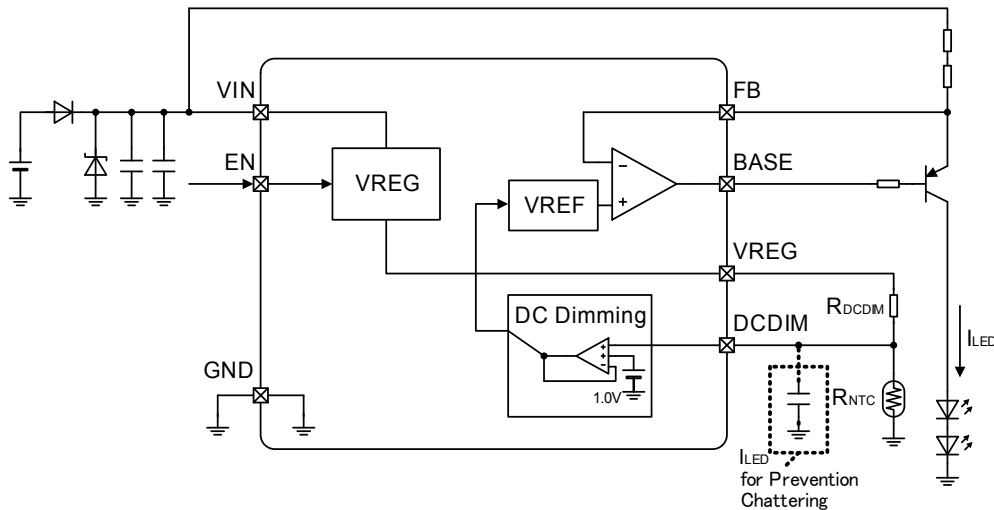 VIN
FB
EN
VREG
BASE
VREF
+
−
VREG
DC Dimming
RDCDIM
DCDIM
ILED
+
+
−
1.0V
GND
RNTC
ILED
for Prevention
Chattering